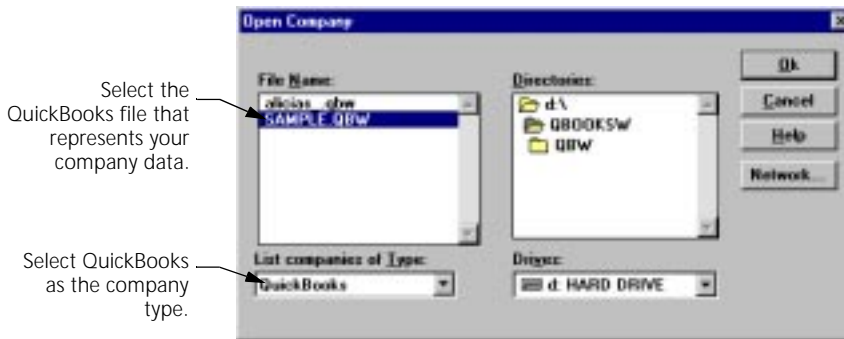 Open Company
Select the
QuickBooks file that
represents your
company data.
File Name:
alicias_.qbw
SAMPLE.QBW
Directories:
d:\
QBOOKSW
QBW
Ok
Cancel
Help
Network...
Select QuickBooks
as the company
type.
List companies of Type:
QuickBooks
Drives:
d: HARD DRIVE